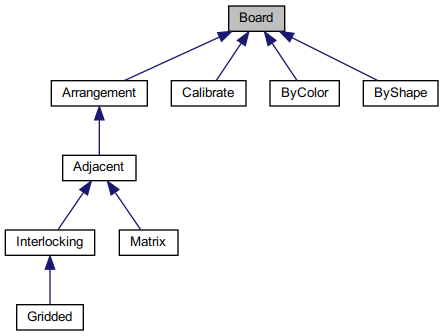 Board
Arrangement
Calibrate
ByColor
ByShape
Adjacent
Interlocking
Matrix
Gridded